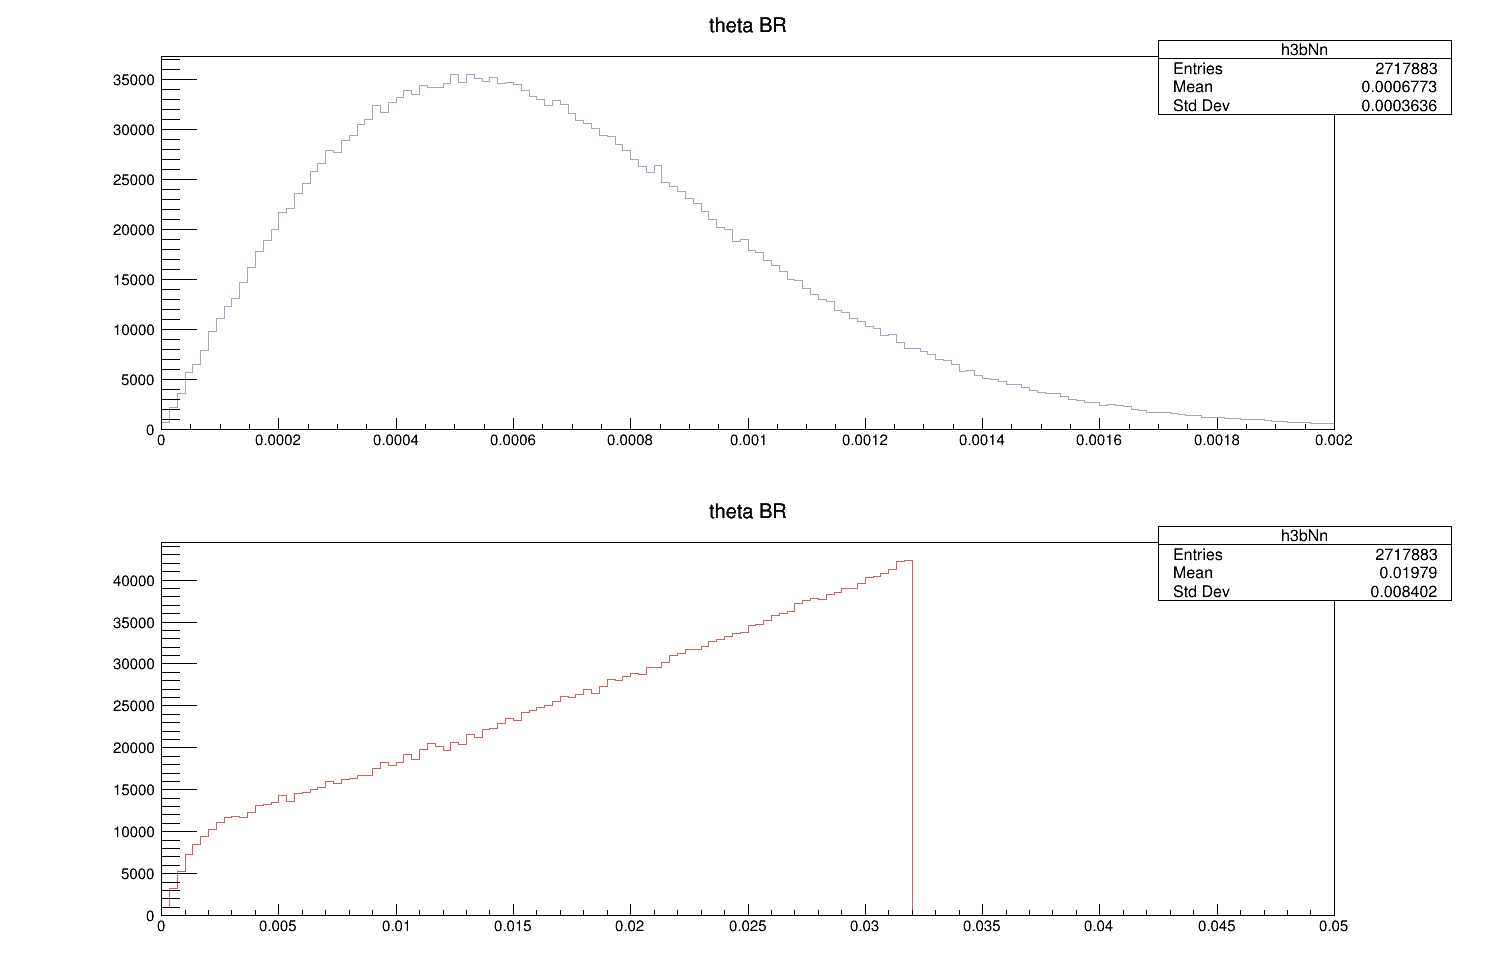 theta BR
h3bNn
Entries 2717883
Mean 0.0006773
Std Dev 0.0003636
35000
30000
25000
20000
15000
10000
5000
0
0 0.0002 0.0004 0.0006 0.0008 0.001 0.0012 0.0014 0.0016 0.0018 0.002
theta BR
h3bNn
Entries 2717883
Mean 0.01979
Std Dev 0.008402
40000
35000
30000
25000
20000
15000
10000
5000
0
0 0.005 0.01 0.015 0.02 0.025 0.03 0.035 0.04 0.045 0.05